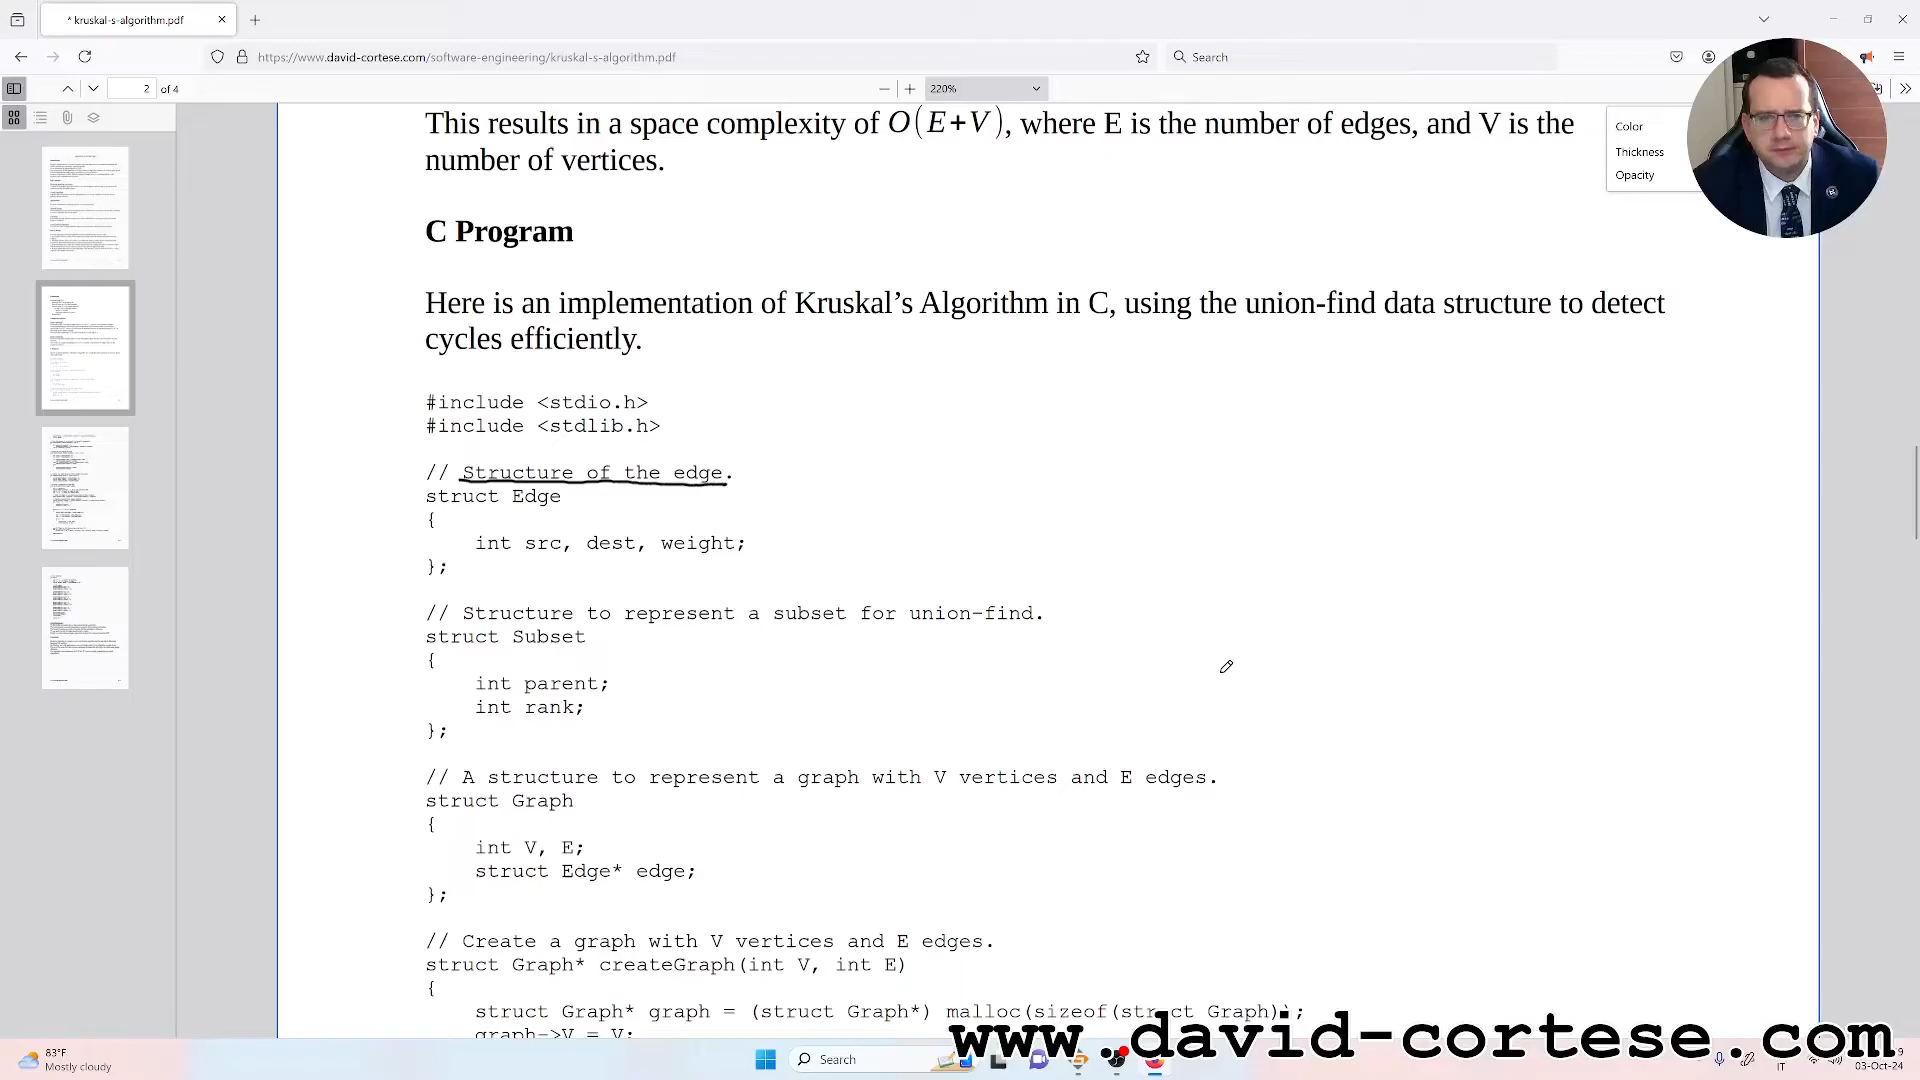 * kruskal-s-algorithm.pdf
https://www.david-cortese.com/software-engineering/kruskal-s-algorithm.pdf
Search
2 of 4
220%
Color
Thickness
Opacity
This results in a space complexity of O(E+V), where E is the number of edges, and V is the
number of vertices.
C Program
Here is an implementation of Kruskal’s Algorithm in C, using the union-find data structure to detect
cycles efficiently.
#include <stdio.h>
#include <stdlib.h>
// Structure of the edge.
struct Edge
{
int src, dest, weight;
};
// Structure to represent a subset for union-find.
struct Subset
{
int parent;
int rank;
};
// A structure to represent a graph with V vertices and E edges.
struct Graph
{
int V, E;
struct Edge* edge;
};
// Create a graph with V vertices and E edges.
struct Graph* createGraph(int V, int E)
{
struct Graph* graph = (struct Graph*) malloc(sizeof(struct Graph));
graph->V = V;
www.david-cortese.com
83°F
Mostly cloudy
Search
IT
03-Oct-24